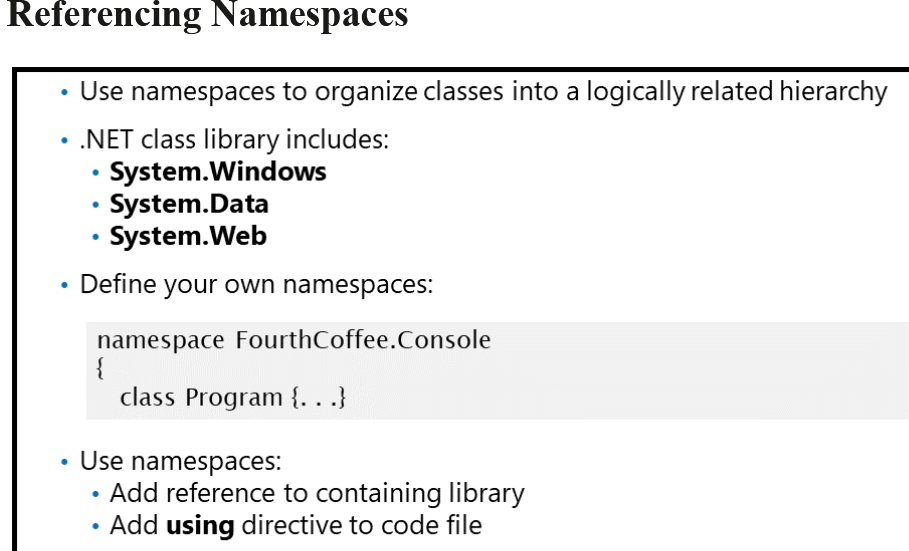 Referencing Namespaces
• Use namespaces to organize classes into a logically related hierarchy
• .NET class library includes:
• System.Windows
• System.Data
• System.Web
• Define your own namespaces:
namespace FourthCoffee.Console
{
class Program {. . .}
• Use namespaces:
• Add reference to containing library
• Add using directive to code file